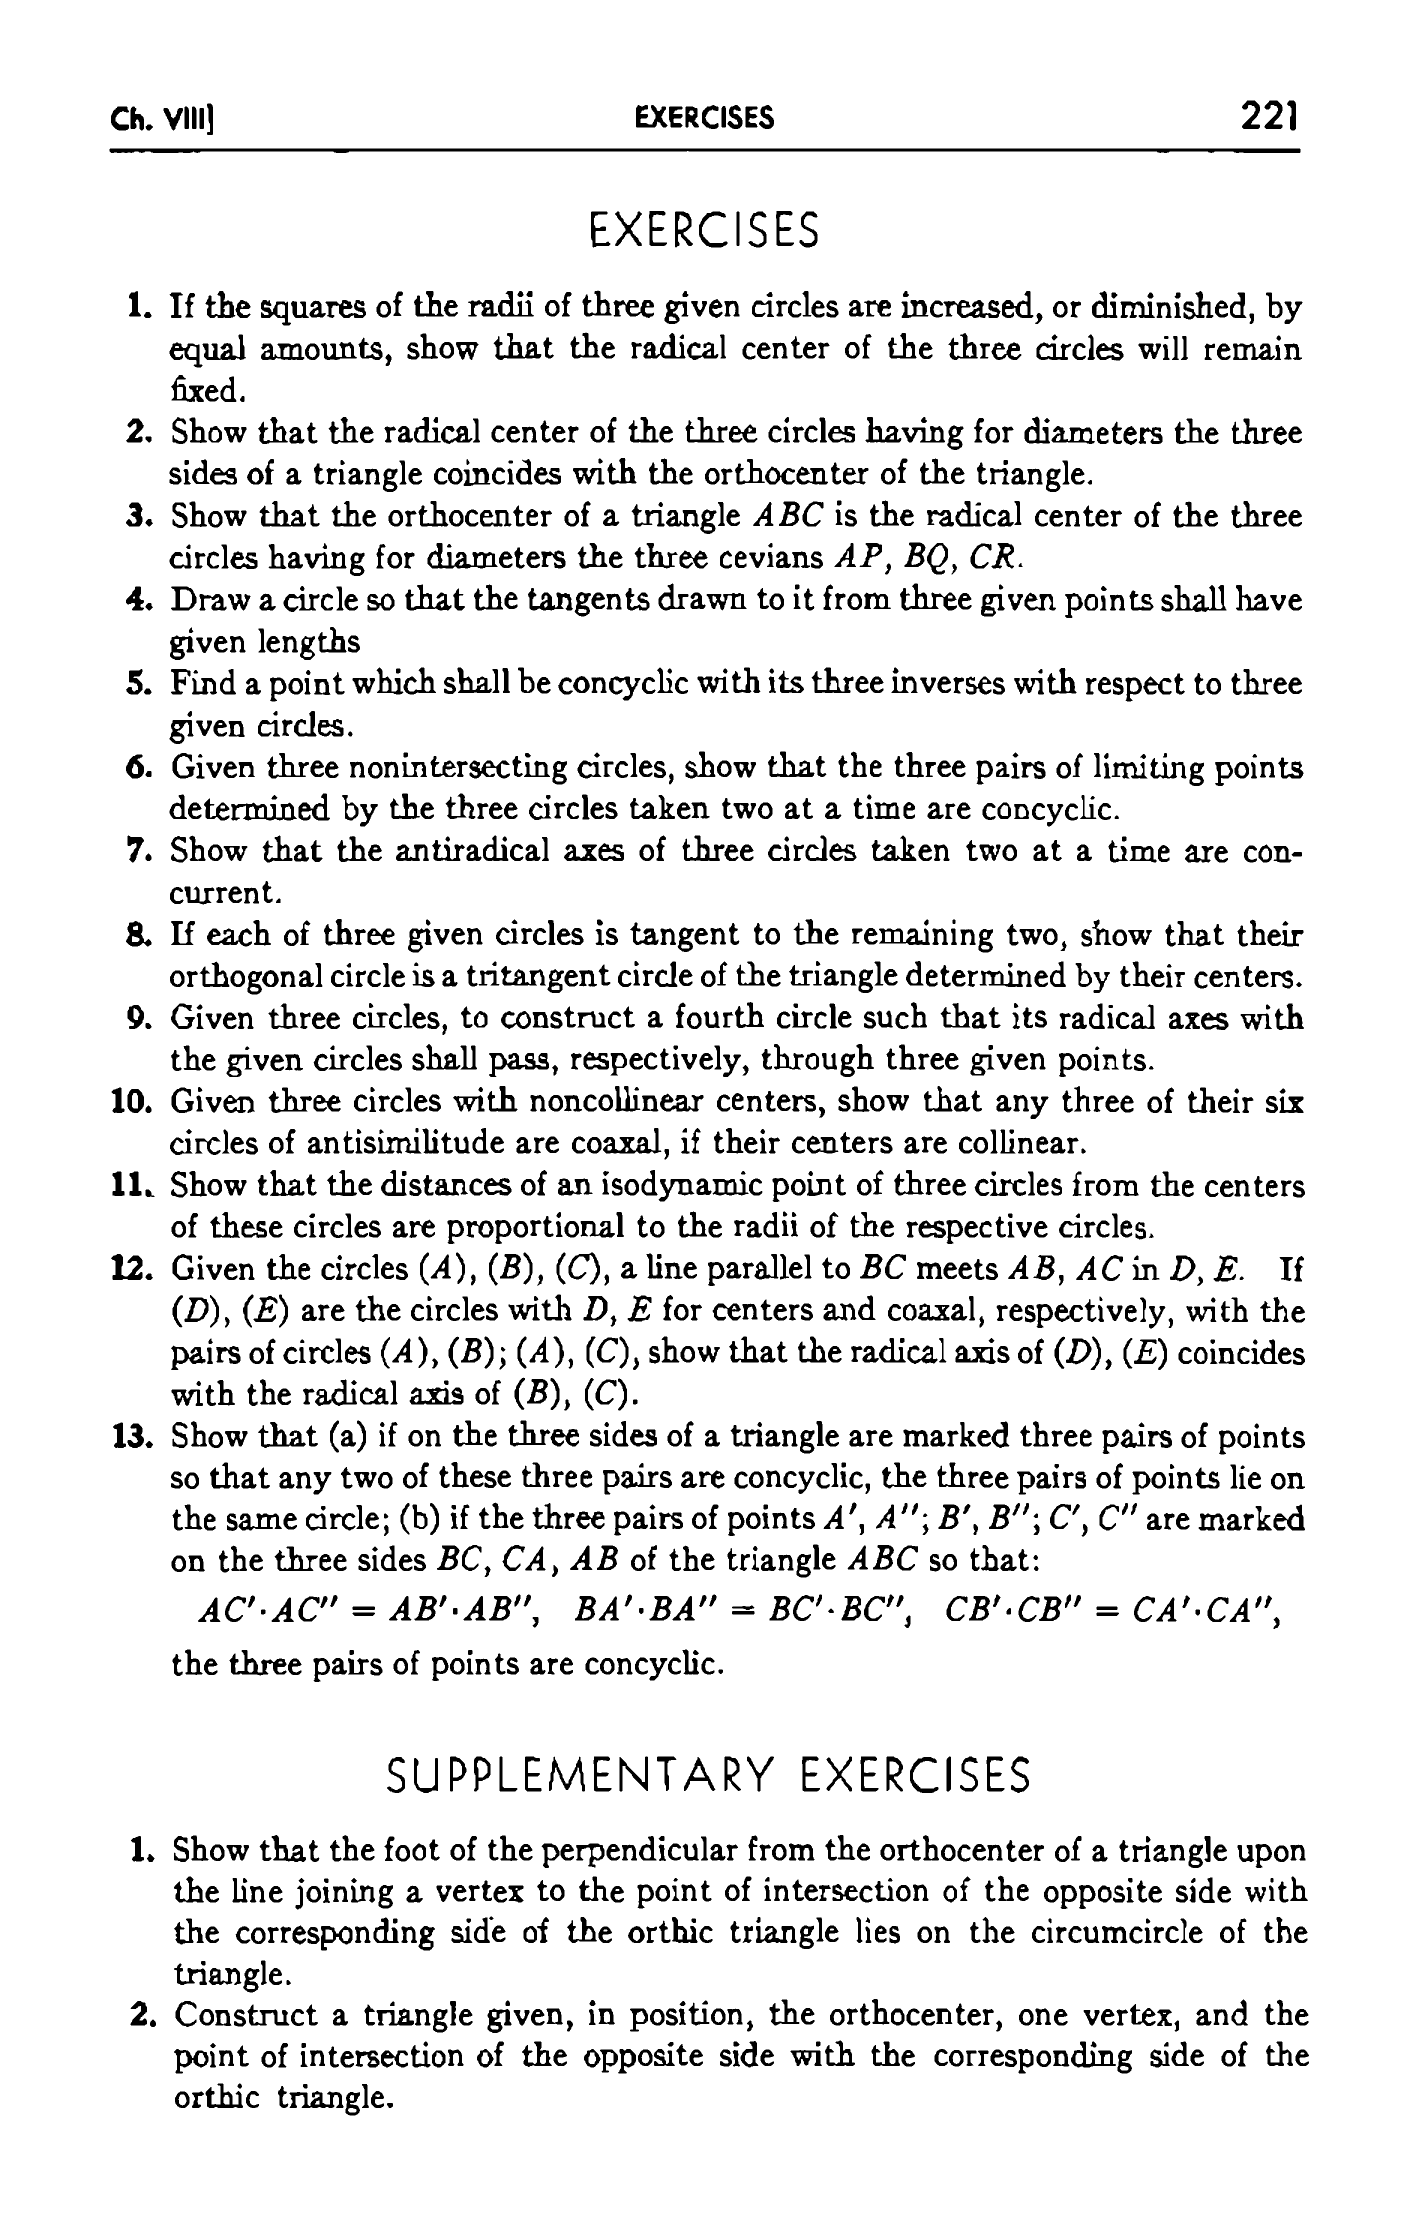 Ch. VIII] EXERCISES 221
EXERCISES
1. If the squares of the radii of three given circles are increased, or diminished, by
equal amounts, show that the radical center of the three circles will remain
fixed.
2. Show that the radical center of the three circles having for diameters the three
sides of a triangle coincides with the orthocenter of the triangle.
3. Show that the orthocenter of a triangle ABC is the radical center of the three
circles having for diameters the three cevians AP, BQ, CR.
4. Draw a circle so that the tangents drawn to it from three given points shall have
given lengths
5. Find a point which shall be concyclic with its three inverses with respect to three
given circles.
6. Given three nonintersecting circles, show that the three pairs of limiting points
determined by the three circles taken two at a time are concyclic.
7. Show that the antiradical axes of three circles taken two at a time are con-
current.
8. If each of three given circles is tangent to the remaining two, show that their
orthogonal circle is a tritangent circle of the triangle determined by their centers.
9. Given three circles, to construct a fourth circle such that its radical axes with
the given circles shall pass, respectively, through three given points.
10. Given three circles with noncollinear centers, show that any three of their six
circles of antisimilitude are coaxal, if their centers are collinear.
11. Show that the distances of an isodynamic point of three circles from the centers
of these circles are proportional to the radii of the respective circles.
12. Given the circles (A), (B), (C), a line parallel to BC meets AB, AC in D, E. If
(D), (E) are the circles with D, E for centers and coaxal, respectively, with the
pairs of circles (A), (B); (A), (C), show that the radical axis of (D), (E) coincides
with the radical axis of (B), (C).
13. Show that (a) if on the three sides of a triangle are marked three pairs of points
so that any two of these three pairs are concyclic, the three pairs of points lie on
the same circle; (b) if the three pairs of points A', A''; B', B''; C', C'' are marked
on the three sides BC, CA, AB of the triangle ABC so that:
AC'·AC'' = AB'·AB'', BA'·BA'' = BC'·BC'', CB'·CB'' = CA'·CA'',
the three pairs of points are concyclic.
SUPPLEMENTARY EXERCISES
1. Show that the foot of the perpendicular from the orthocenter of a triangle upon
the line joining a vertex to the point of intersection of the opposite side with
the corresponding side of the orthic triangle lies on the circumcircle of the
triangle.
2. Construct a triangle given, in position, the orthocenter, one vertex, and the
point of intersection of the opposite side with the corresponding side of the
orthic triangle.